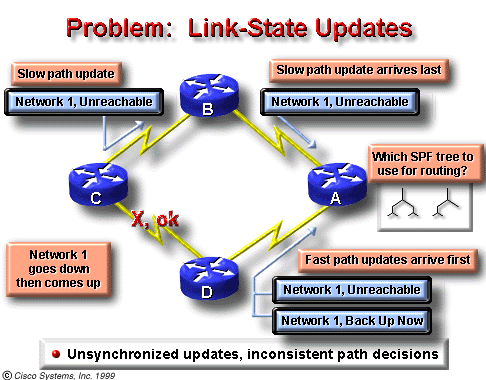 Problem: Link-State Updates
Slow path update
Network 1, Unreachable
Slow path update arrives last
Network 1, Unreachable
B
Which SPF tree to
use for routing?
C
A
X, ok
Network 1
goes down
then comes up
D
Fast path updates arrive first
Network 1, Unreachable
Network 1, Back Up Now
Unsynchronized updates, inconsistent path decisions
© Cisco Systems, Inc. 1999